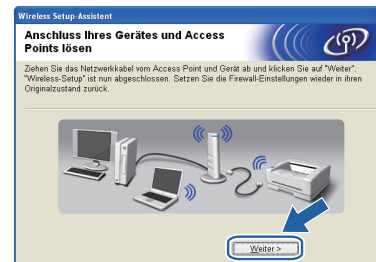 Wireless Setup-Assistent
Anschluss Ihres Gerätes und Access
Points lösen
Ziehen Sie das Netzwerkkabel vom Access Point und Gerät ab und klicken Sie auf "Weiter".
"Wireless-Setup" ist nun abgeschlossen. Setzen Sie die Firewall-Einstellungen wieder in ihren
Originalzustand zurück.
Weiter >